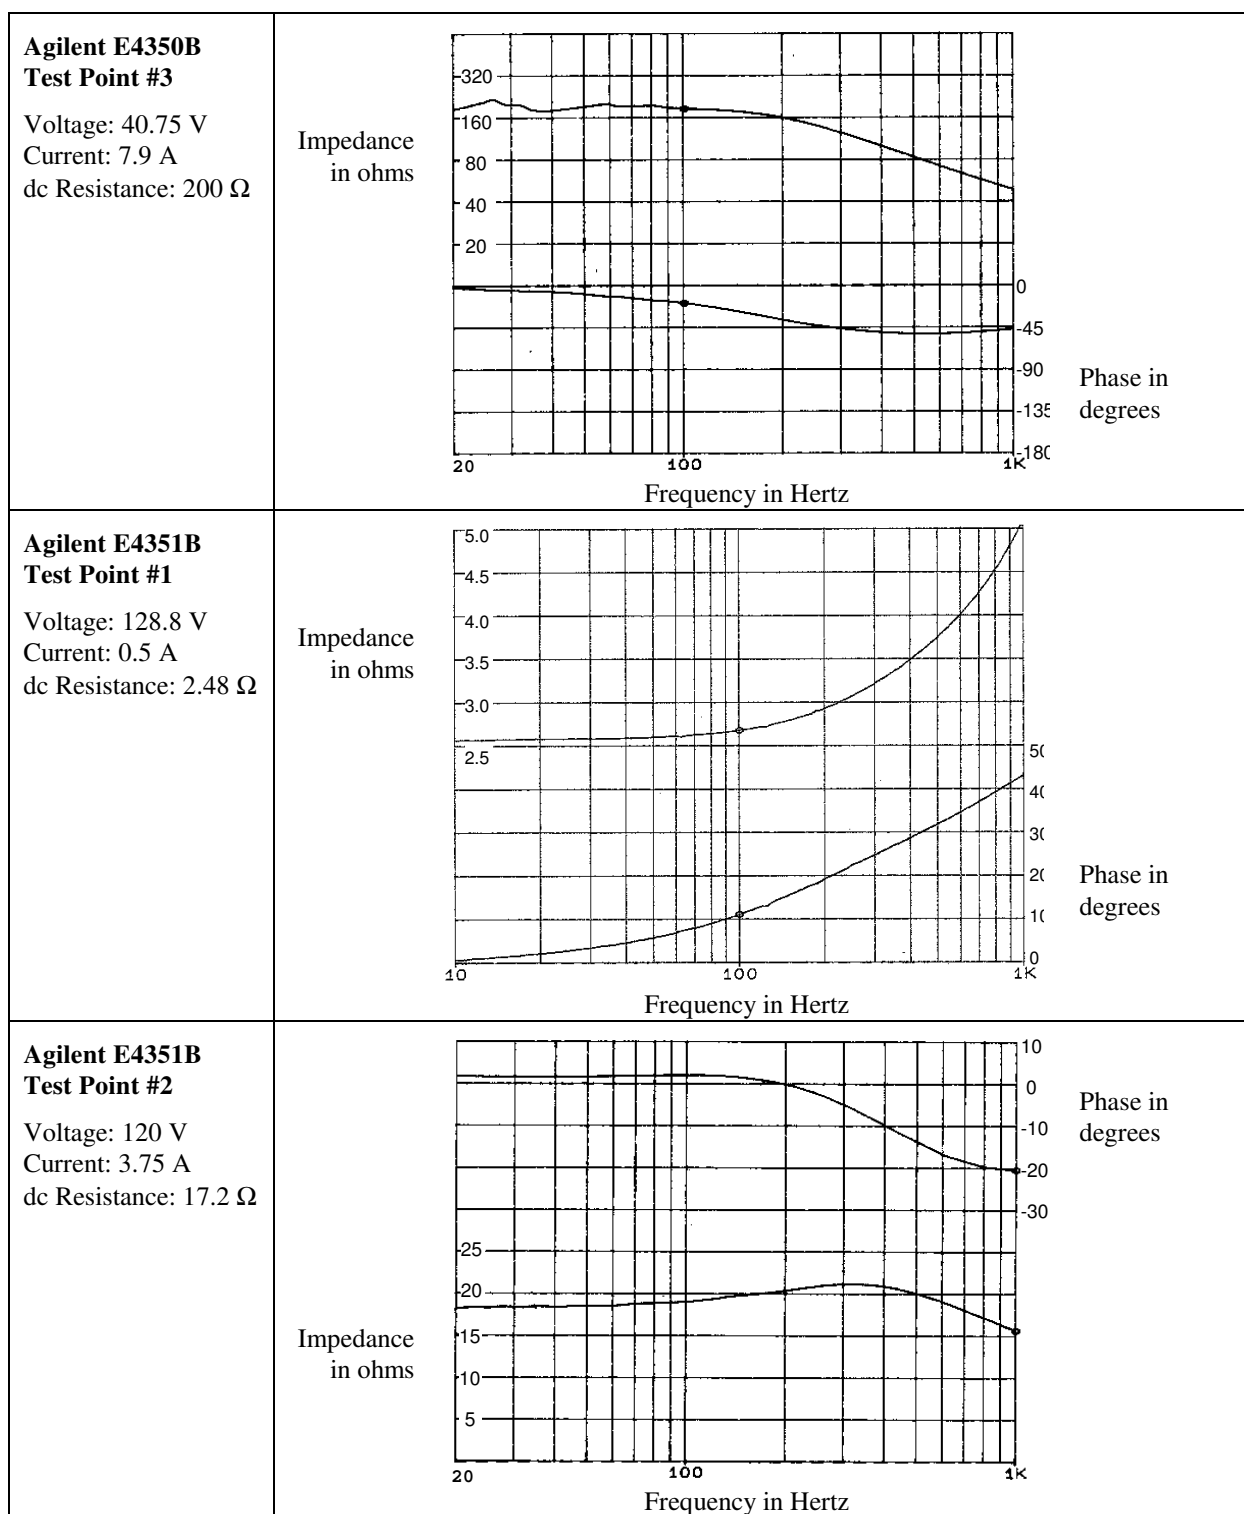 Agilent E4350B
Test Point #3
Voltage: 40.75 V
Current: 7.9 A
dc Resistance: 200 Ω
Impedance
in ohms
320
160
80
40
20
0
-45
-90
-135
-180
Phase in
degrees
20 100 1K
Frequency in Hertz
Agilent E4351B
Test Point #1
Voltage: 128.8 V
Current: 0.5 A
dc Resistance: 2.48 Ω
Impedance
in ohms
5.0
4.5
4.0
3.5
3.0
2.5
50
40
30
20
10
0
Phase in
degrees
10 100 1K
Frequency in Hertz
Agilent E4351B
Test Point #2
Voltage: 120 V
Current: 3.75 A
dc Resistance: 17.2 Ω
10
0
-10
-20
-30
Phase in
degrees
25
20
15
10
5
Impedance
in ohms
20 100 1K
Frequency in Hertz